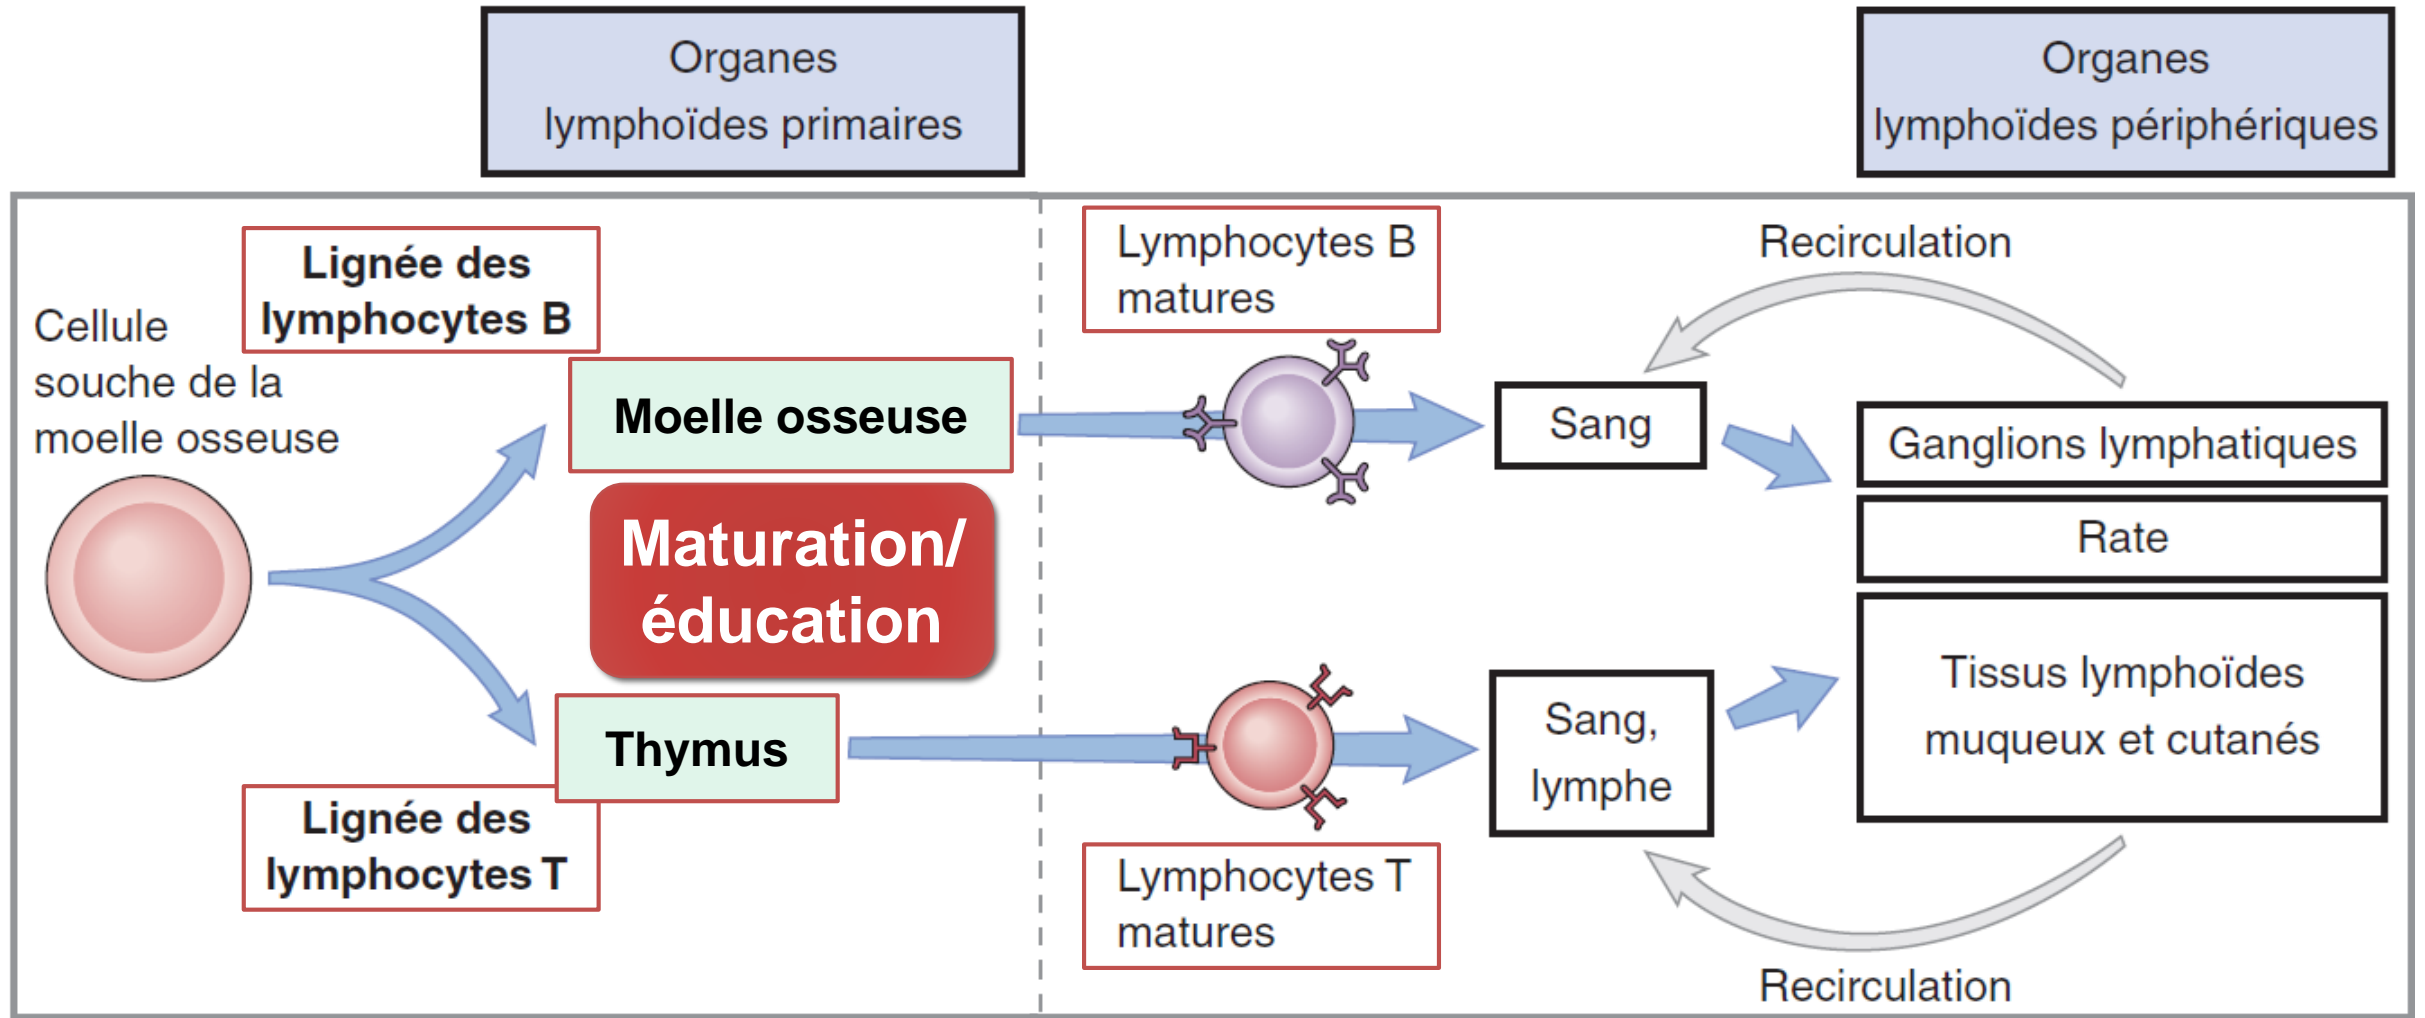 Organes
lymphoïdes primaires
Organes
lymphoïdes périphériques
Lignée des
lymphocytes B
Cellule
souche de la
moelle osseuse
Moelle osseuse
Maturation/
éducation
Thymus
Lignée des
lymphocytes T
Lymphocytes B
matures
Lymphocytes T
matures
Sang
Sang,
lymphe
Recirculation
Ganglions lymphatiques
Rate
Tissus lymphoïdes
muqueux et cutanés
Recirculation